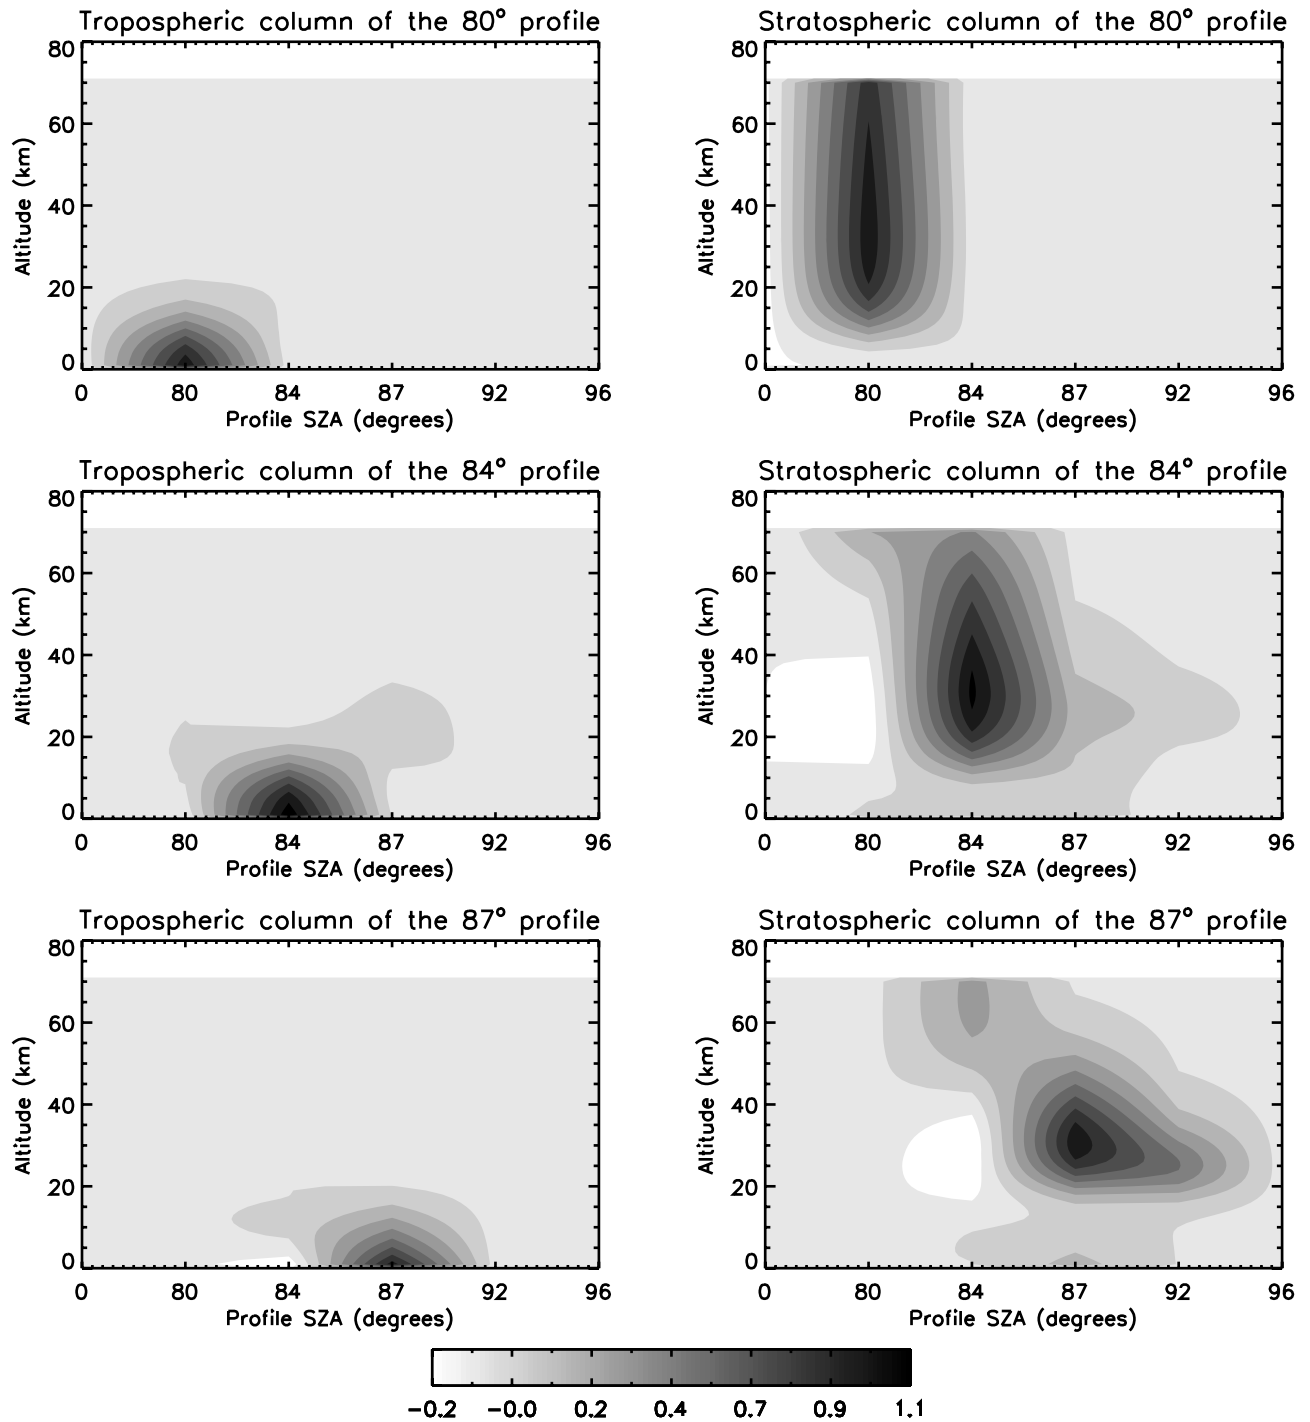 Tropospheric column of the 80° profile
80
60
40
20
0
Altitude (km)
0 80 84 87 92 96
Profile SZA (degrees)
Stratospheric column of the 80° profile
80
60
40
20
0
Altitude (km)
0 80 84 87 92 96
Profile SZA (degrees)
Tropospheric column of the 84° profile
80
60
40
20
0
Altitude (km)
0 80 84 87 92 96
Profile SZA (degrees)
Stratospheric column of the 84° profile
80
60
40
20
0
Altitude (km)
0 80 84 87 92 96
Profile SZA (degrees)
Tropospheric column of the 87° profile
80
60
40
20
0
Altitude (km)
0 80 84 87 92 96
Profile SZA (degrees)
Stratospheric column of the 87° profile
80
60
40
20
0
Altitude (km)
0 80 84 87 92 96
Profile SZA (degrees)
-0.2 -0.0 0.2 0.4 0.7 0.9 1.1